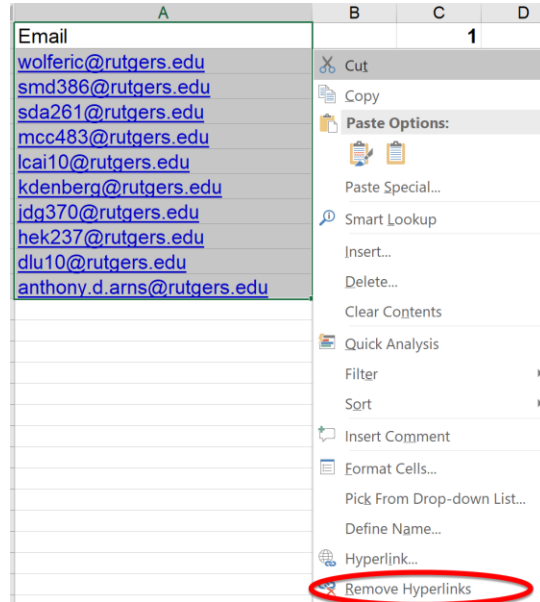 A B C D
Email 1
wolferic@rutgers.edu
smd386@rutgers.edu
sda261@rutgers.edu
mcc483@rutgers.edu
lcai10@rutgers.edu
kdenberg@rutgers.edu
jdg370@rutgers.edu
hek237@rutgers.edu
dlu10@rutgers.edu
anthony.d.arns@rutgers.edu
Cut
Copy
Paste Options:
Paste Special...
Smart Lookup
Insert...
Delete...
Clear Contents
Quick Analysis
Filter
Sort
Insert Comment
Format Cells...
Pick From Drop-down List...
Define Name...
Hyperlink...
Remove Hyperlinks